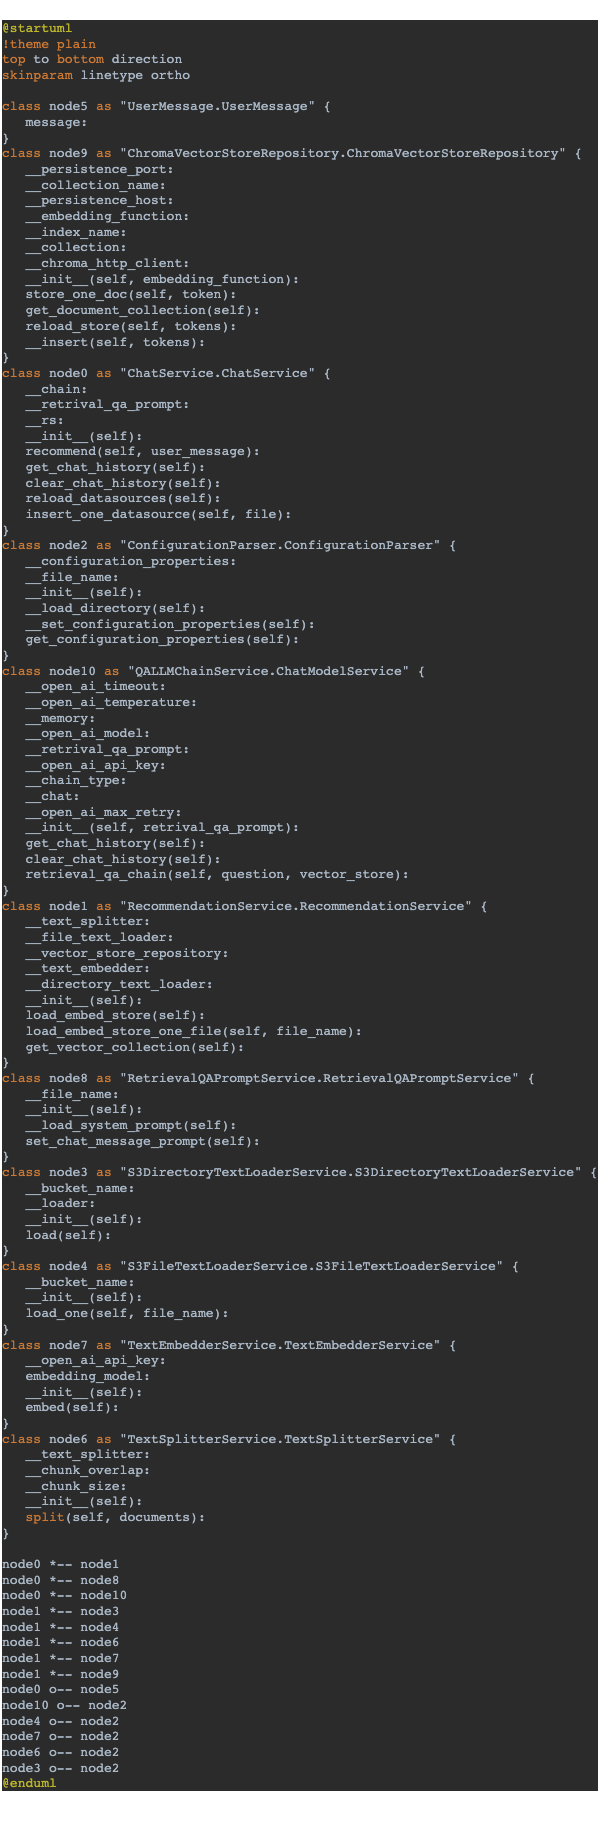 @startuml
!theme plain
top to bottom direction
skinparam linetype ortho

class node5 as "UserMessage.UserMessage" {
   message:
}
class node9 as "ChromaVectorStoreRepository.ChromaVectorStoreRepository" {
   __persistence_port:
   __collection_name:
   __persistence_host:
   __embedding_function:
   __index_name:
   __collection:
   __chroma_http_client:
   __init__(self, embedding_function):
   store_one_doc(self, token):
   get_document_collection(self):
   reload_store(self, tokens):
   __insert(self, tokens):
}
class node0 as "ChatService.ChatService" {
   __chain:
   __retrival_qa_prompt:
   __rs:
   __init__(self):
   recommend(self, user_message):
   get_chat_history(self):
   clear_chat_history(self):
   reload_datasources(self):
   insert_one_datasource(self, file):
}
class node2 as "ConfigurationParser.ConfigurationParser" {
   __configuration_properties:
   __file_name:
   __init__(self):
   __load_directory(self):
   __set_configuration_properties(self):
   get_configuration_properties(self):
}
class node10 as "QALLMChainService.ChatModelService" {
   __open_ai_timeout:
   __open_ai_temperature:
   __memory:
   __open_ai_model:
   __retrival_qa_prompt:
   __open_ai_api_key:
   __chain_type:
   __chat:
   __open_ai_max_retry:
   __init__(self, retrival_qa_prompt):
   get_chat_history(self):
   clear_chat_history(self):
   retrieval_qa_chain(self, question, vector_store):
}
class node1 as "RecommendationService.RecommendationService" {
   __text_splitter:
   __file_text_loader:
   __vector_store_repository:
   __text_embedder:
   __directory_text_loader:
   __init__(self):
   load_embed_store(self):
   load_embed_store_one_file(self, file_name):
   get_vector_collection(self):
}
class node8 as "RetrievalQAPromptService.RetrievalQAPromptService" {
   __file_name:
   __init__(self):
   __load_system_prompt(self):
   set_chat_message_prompt(self):
}
class node3 as "S3DirectoryTextLoaderService.S3DirectoryTextLoaderService" {
   __bucket_name:
   __loader:
   __init__(self):
   load(self):
}
class node4 as "S3FileTextLoaderService.S3FileTextLoaderService" {
   __bucket_name:
   __init__(self):
   load_one(self, file_name):
}
class node7 as "TextEmbedderService.TextEmbedderService" {
   __open_ai_api_key:
   embedding_model:
   __init__(self):
   embed(self):
}
class node6 as "TextSplitterService.TextSplitterService" {
   __text_splitter:
   __chunk_overlap:
   __chunk_size:
   __init__(self):
   split(self, documents):
}

node0 *-- node1
node0 *-- node8
node0 *-- node10
node1 *-- node3
node1 *-- node4
node1 *-- node6
node1 *-- node7
node1 *-- node9
node0 o-- node5
node10 o-- node2
node4 o-- node2
node7 o-- node2
node6 o-- node2
node3 o-- node2
@enduml